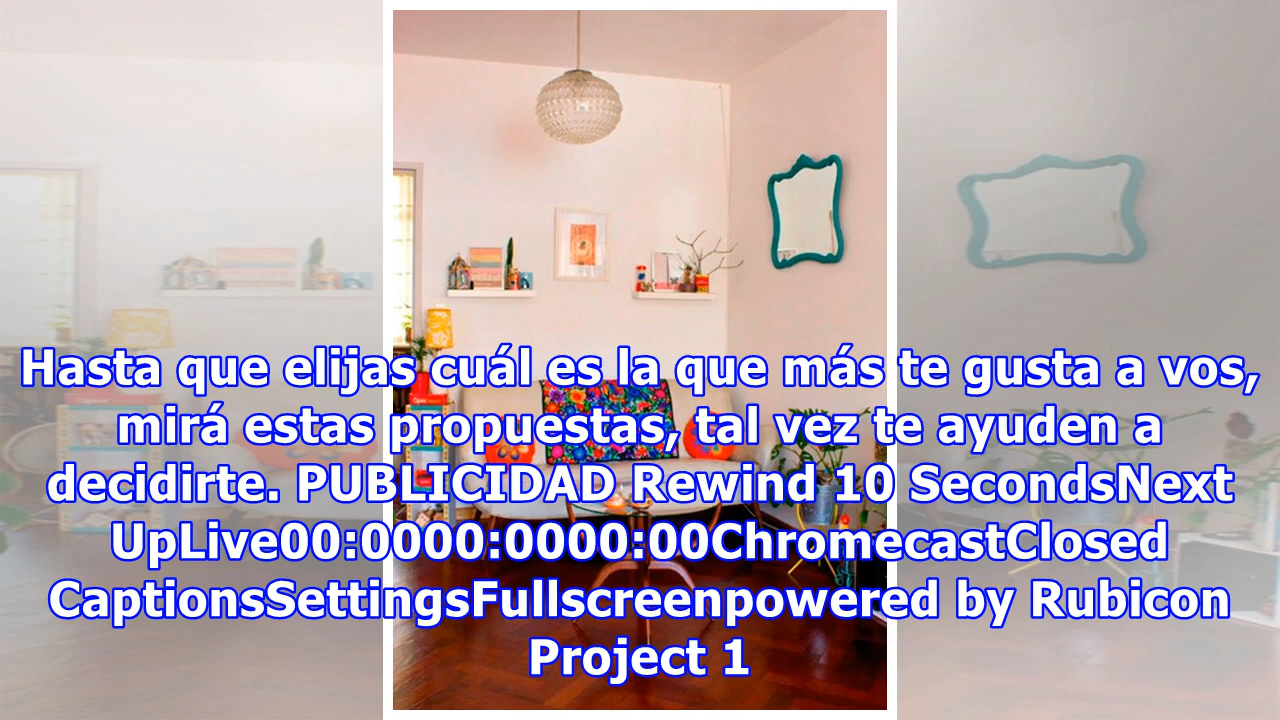 Hasta que elijas cuál es la que más te gusta a vos,
mirá estas propuestas, tal vez te ayuden a
decidirte. PUBLICIDAD Rewind 10 SecondsNext
UpLive00:0000:0000:00ChromecastClosed
CaptionsSettingsFullscreenpowered by Rubicon
Project 1